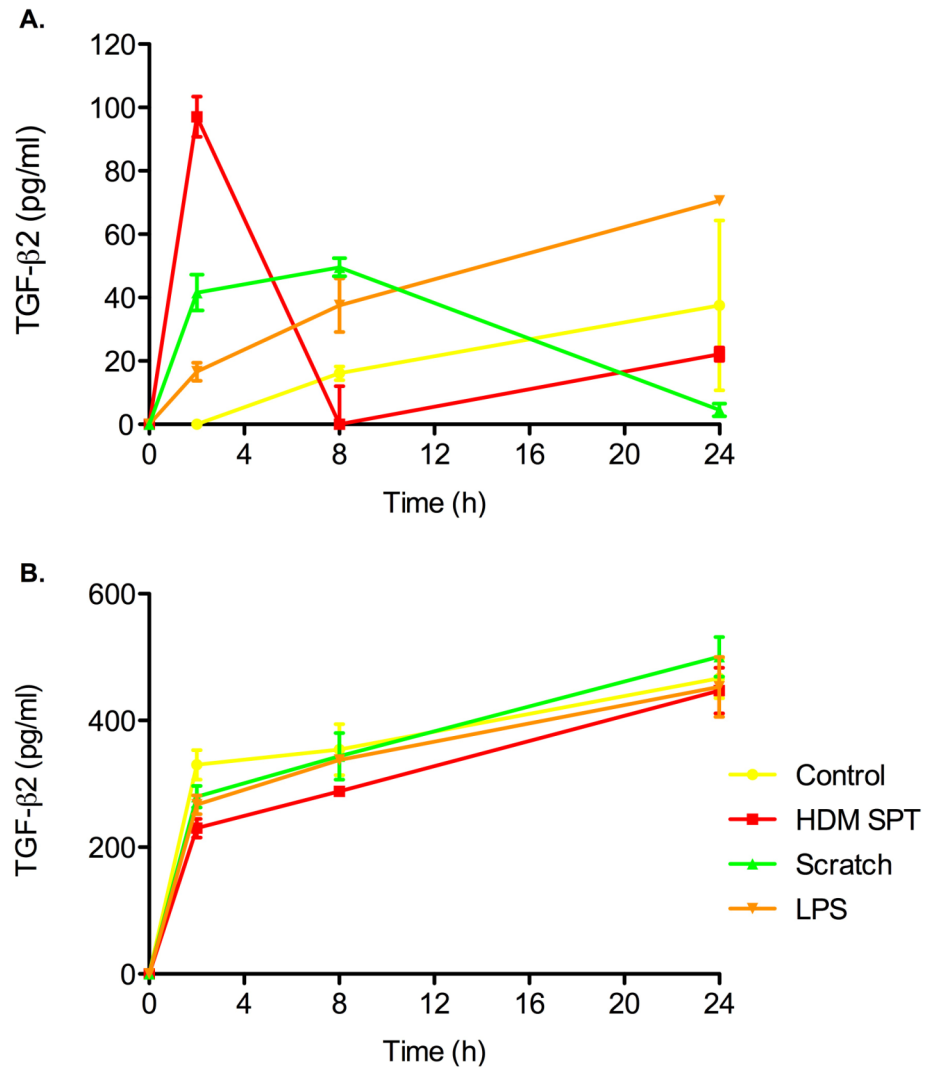 A.
TGF-β2 (pg/ml)
120
100
80
60
40
20
0
0 4 8 12 16 20 24
Time (h)
B.
TGF-β2 (pg/ml)
600
400
200
0
0 4 8 12 16 20 24
Time (h)
Control
HDM SPT
Scratch
LPS